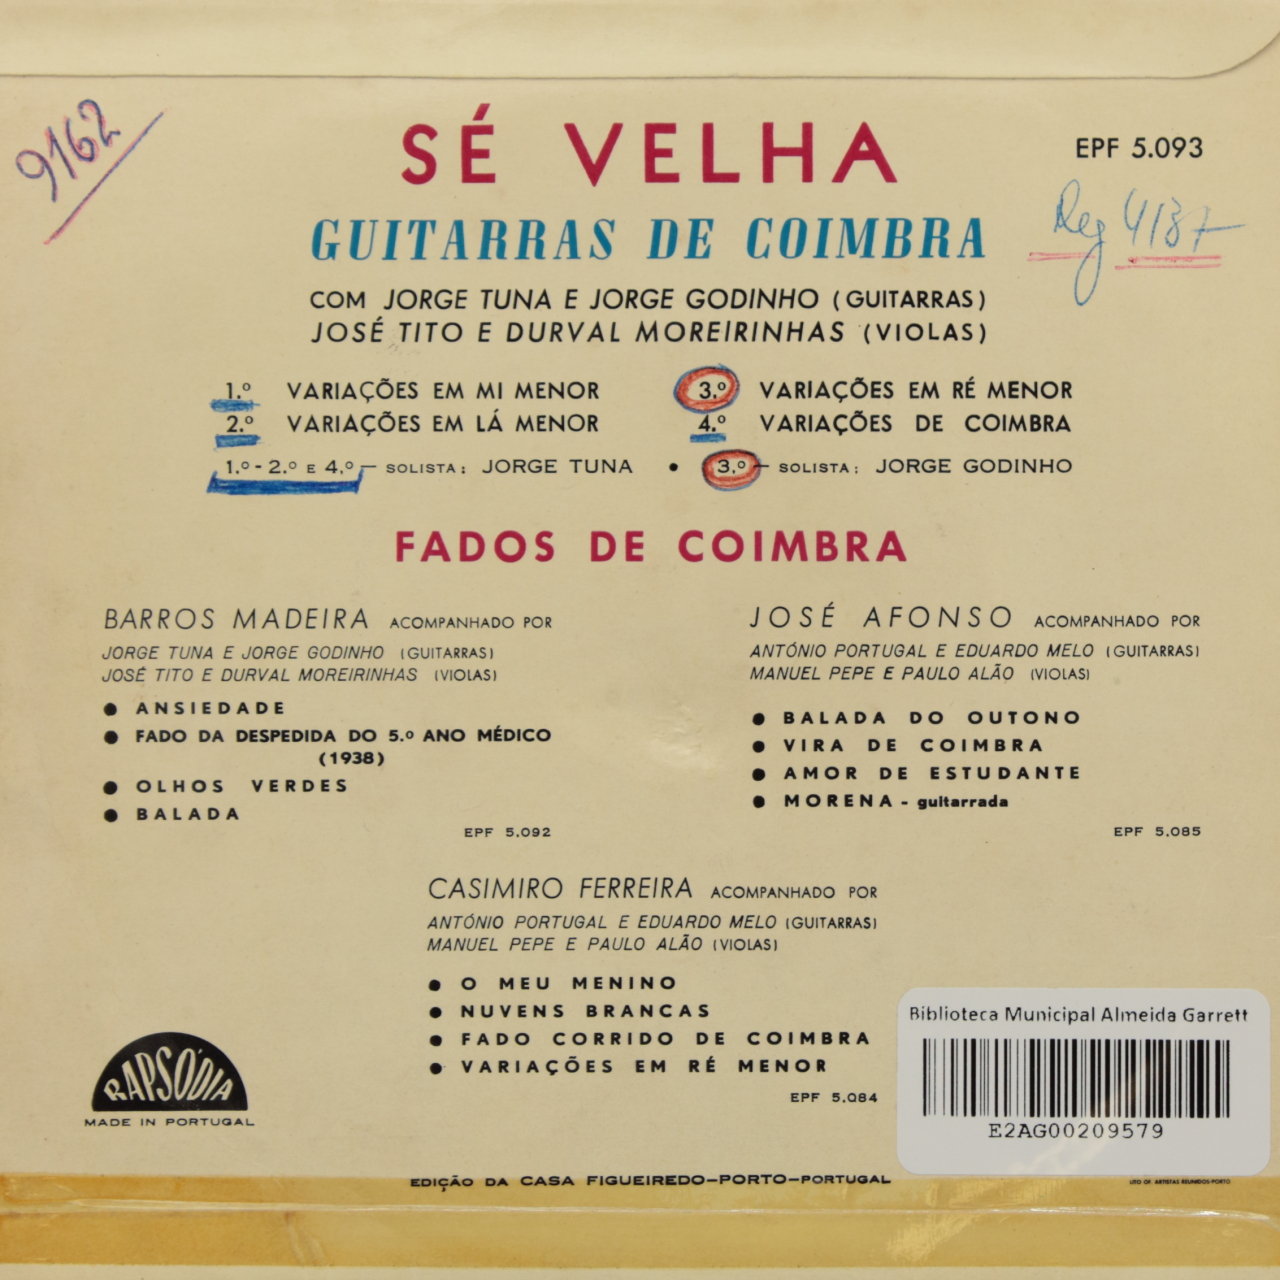 9162
SÉ VELHA
EPF 5.093
Reg 4137
GUITARRAS DE COIMBRA
COM JORGE TUNA E JORGE GODINHO (GUITARRAS)
JOSÉ TITO E DURVAL MOREIRINHAS (VIOLAS)
1.º VARIAÇÕES EM MI MENOR
2.º VARIAÇÕES EM LÁ MENOR
3.º VARIAÇÕES EM RÉ MENOR
4.º VARIAÇÕES DE COIMBRA
1.º - 2.º E 4.º — SOLISTA: JORGE TUNA • 3.º — SOLISTA: JORGE GODINHO
FADOS DE COIMBRA
BARROS MADEIRA ACOMPANHADO POR
JORGE TUNA E JORGE GODINHO (GUITARRAS)
JOSÉ TITO E DURVAL MOREIRINHAS (VIOLAS)
● ANSIEDADE
● FADO DA DESPEDIDA DO 5.º ANO MÉDICO
(1938)
● OLHOS VERDES
● BALADA
EPF 5.092
JOSÉ AFONSO ACOMPANHADO POR
ANTÓNIO PORTUGAL E EDUARDO MELO (GUITARRAS)
MANUEL PEPE E PAULO ALÃO (VIOLAS)
● BALADA DO OUTONO
● VIRA DE COIMBRA
● AMOR DE ESTUDANTE
● MORENA - guitarrada
EPF 5.085
CASIMIRO FERREIRA ACOMPANHADO POR
ANTÓNIO PORTUGAL E EDUARDO MELO (GUITARRAS)
MANUEL PEPE E PAULO ALÃO (VIOLAS)
● O MEU MENINO
● NUVENS BRANCAS
● FADO CORRIDO DE COIMBRA
● VARIAÇÕES EM RÉ MENOR
EPF 5.084
RAPSÓDIA
MADE IN PORTUGAL
Biblioteca Municipal Almeida Garrett
E2AG00209579
EDIÇÃO DA CASA FIGUEIREDO—PORTO—PORTUGAL
LITO OF. ARTISTAS REUNIDOS-PORTO